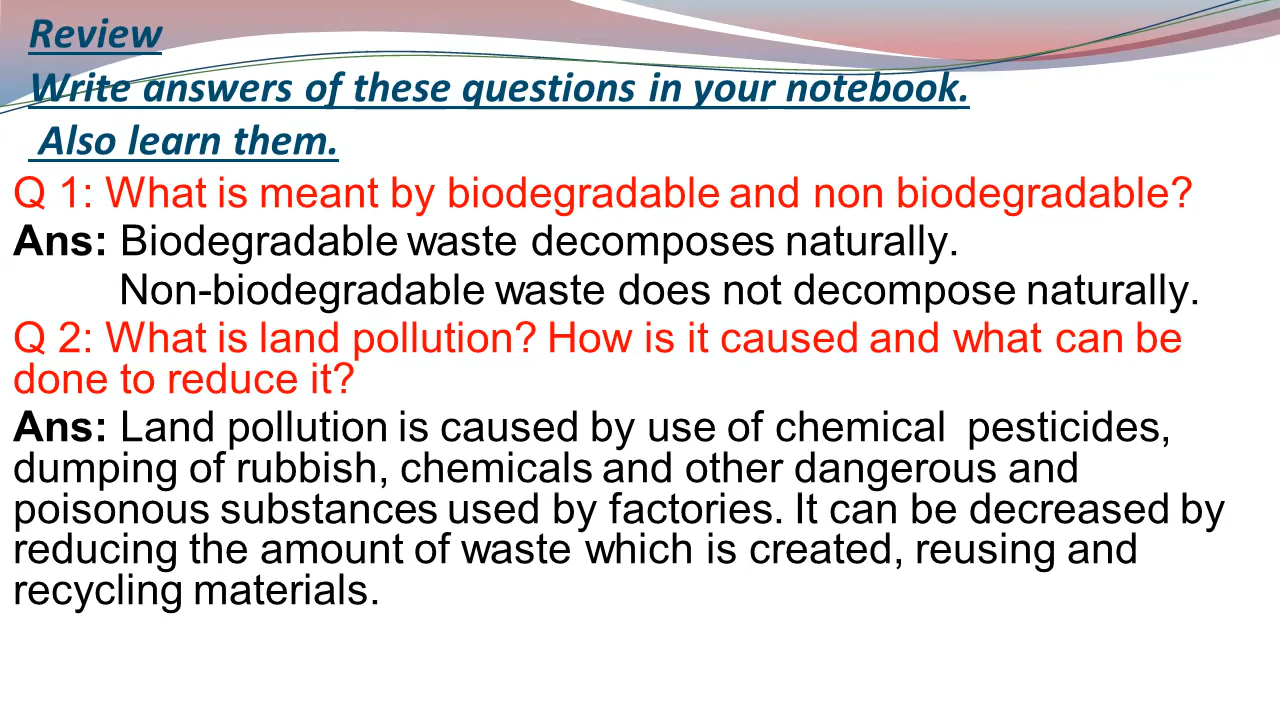 Review
Write answers of these questions in your notebook.
Also learn them.
Q 1: What is meant by biodegradable and non biodegradable?
Ans: Biodegradable waste decomposes naturally.
Non-biodegradable waste does not decompose naturally.
Q 2: What is land pollution? How is it caused and what can be
done to reduce it?
Ans: Land pollution is caused by use of chemical  pesticides,
dumping of rubbish, chemicals and other dangerous and
poisonous substances used by factories. It can be decreased by
reducing the amount of waste which is created, reusing and
recycling materials.